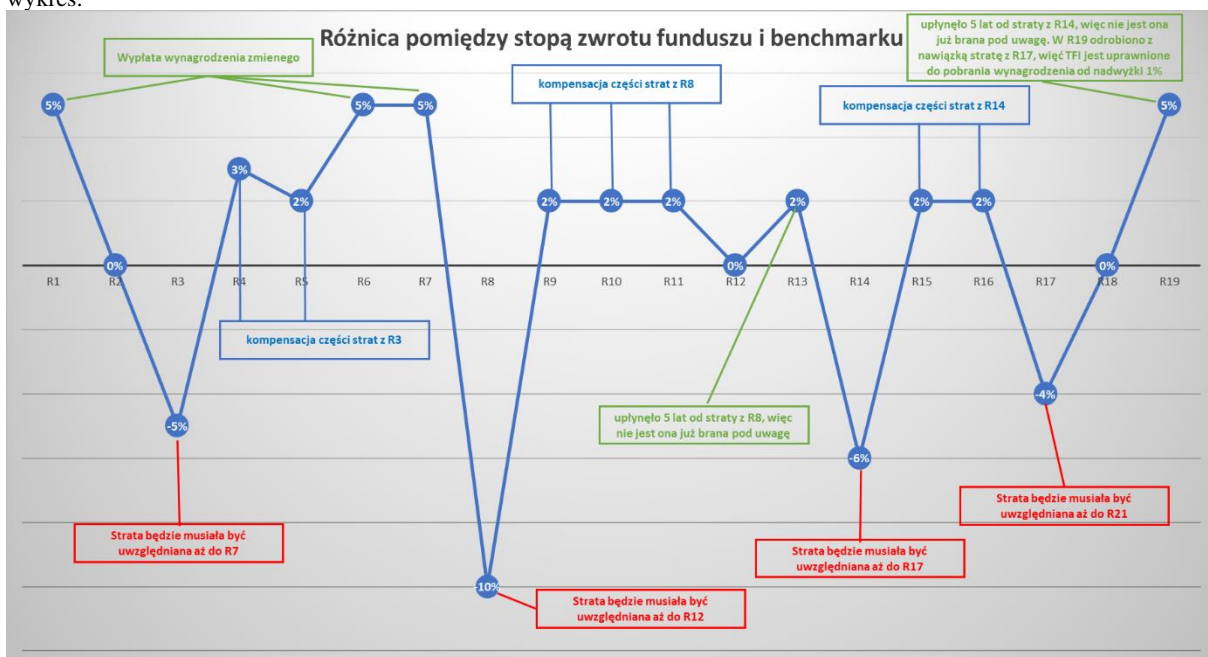 wykres.
Różnica pomiędzy stopą zwrotu funduszu i benchmarku
upłynęło 5 lat od straty z R14, więc nie jest ona
już brana pod uwagę. W R19 odrobiono z
nawiązką stratę z R17, więć TFI jest uprawnione
do pobrania wynagrodzenia od nadwyżki 1%
Wypłata wynagrodzenia zmienego
kompensacja części strat z R8
kompensacja części strat z R14
5%
0%
-5%
3%
2%
5%
5%
-10%
2%
2%
2%
0%
2%
-6%
2%
2%
-4%
0%
5%
R1
R2
R3
R4
R5
R6
R7
R8
R9
R10
R11
R12
R13
R14
R15
R16
R17
R18
R19
kompensacja części strat z R3
upłynęło 5 lat od straty z R8, więc
nie jest ona już brana pod uwagę
Strata będzie musiała być
uwzględniana aż do R7
Strata będzie musiała być
uwzględniana aż do R12
Strata będzie musiała być
uwzględniana aż do R17
Strata będzie musiała być
uwzględniana aż do R21